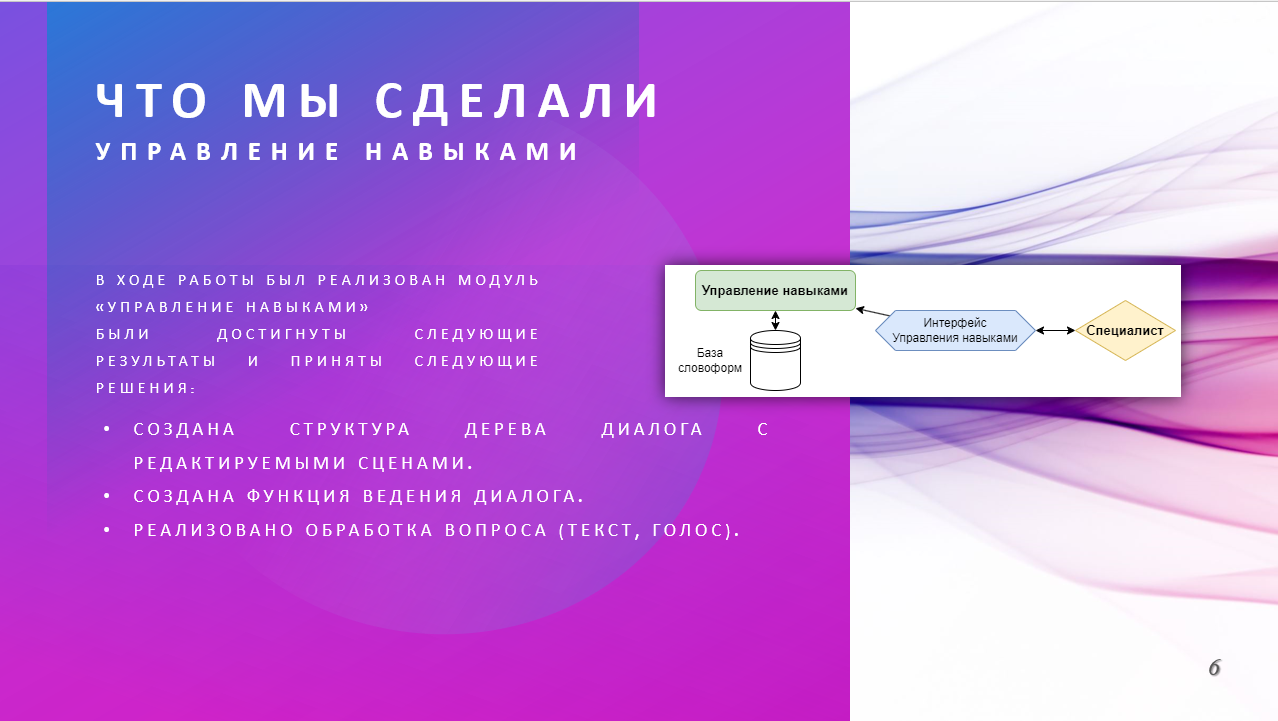 ЧТО МЫ СДЕЛАЛИ
УПРАВЛЕНИЕ НАВЫКАМИ
В ХОДЕ РАБОТЫ БЫЛ РЕАЛИЗОВАН МОДУЛЬ
«УПРАВЛЕНИЕ НАВЫКАМИ»
БЫЛИ ДОСТИГНУТЫ СЛЕДУЮЩИЕ
РЕЗУЛЬТАТЫ И ПРИНЯТЫ СЛЕДУЮЩИЕ
РЕШЕНИЯ:
• СОЗДАНА СТРУКТУРА ДЕРЕВА ДИАЛОГА С
РЕДАКТИРУЕМЫМИ СЦЕНАМИ.
• СОЗДАНА ФУНКЦИЯ ВЕДЕНИЯ ДИАЛОГА.
• РЕАЛИЗОВАНО ОБРАБОТКА ВОПРОСА (ТЕКСТ, ГОЛОС).
Управление навыками
База
словоформ
Интерфейс
Управления навыками
Специалист
6